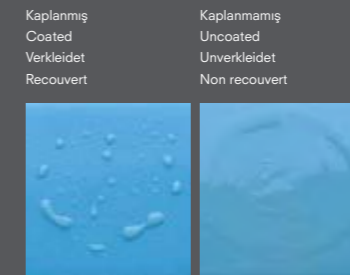 Kaplanmış
Coated
Verkleidet
Recouvert
Kaplanmamış
Uncoated
Unverkleidet
Non recouvert